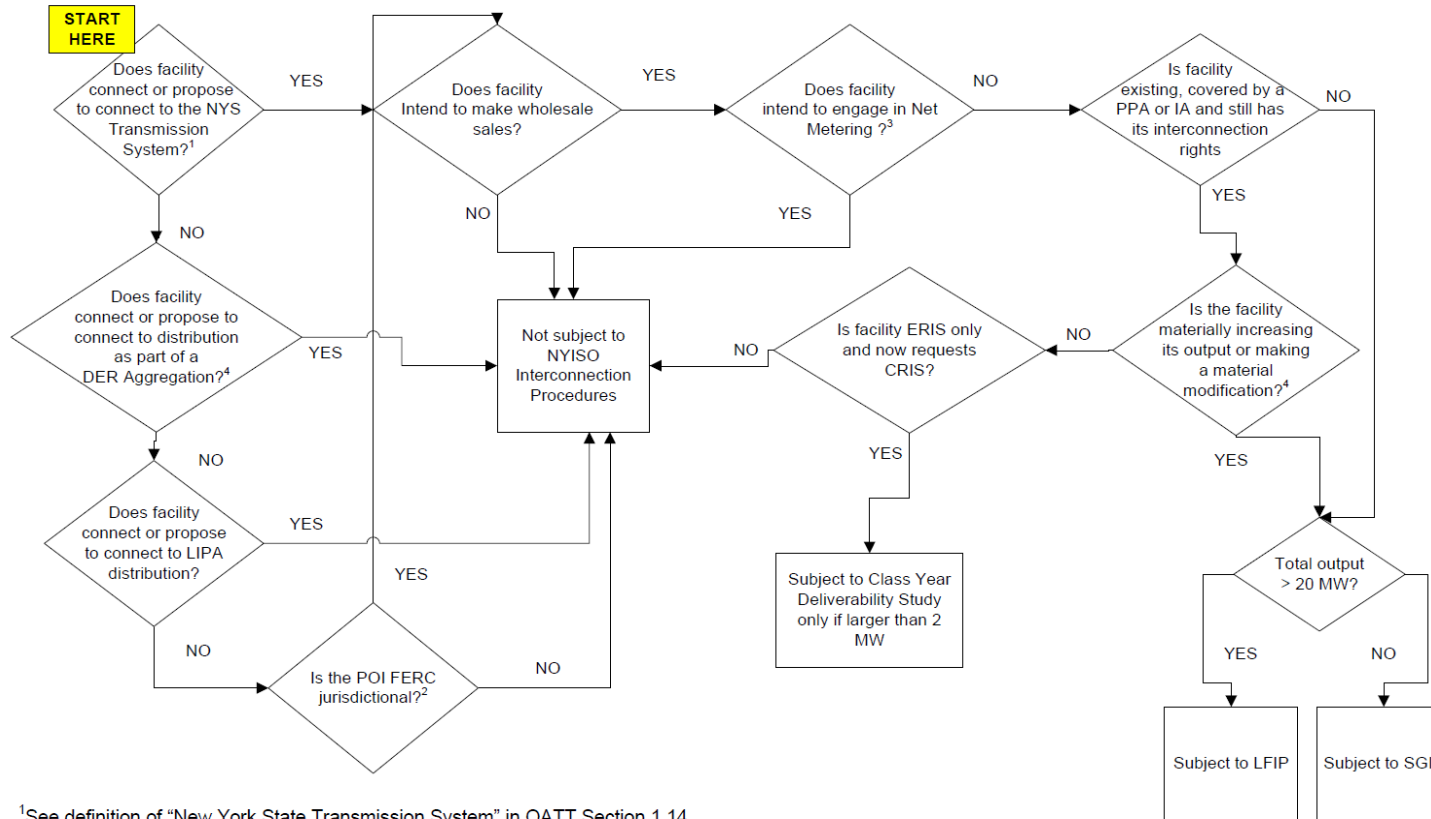 START
HERE
Does facility
connect or propose
to connect to the NYS
Transmission
System?¹
YES
Does facility
Intend to make wholesale
sales?
YES
Does facility
intend to engage in Net
Metering ?³
NO
Is facility
existing, covered by a
PPA or IA and still has
its interconnection
rights
NO
NO
NO
YES
YES
Does facility
connect or propose to
connect to distribution
as part of a
DER Aggregation?⁴
YES
Not subject to
NYISO
Interconnection
Procedures
NO
Is facility ERIS only
and now requests
CRIS?
NO
Is the facility
materially increasing
its output or making
a material
modification?⁴
NO
YES
YES
Does facility
connect or propose
to connect to LIPA
distribution?
YES
YES
Subject to Class Year
Deliverability Study
only if larger than 2
MW
Total output
> 20 MW?
NO
Is the POI FERC
jurisdictional?²
NO
YES
NO
Subject to LFIP
Subject to
¹See definition of "New York State Transmission System" in OATT Section 1.14